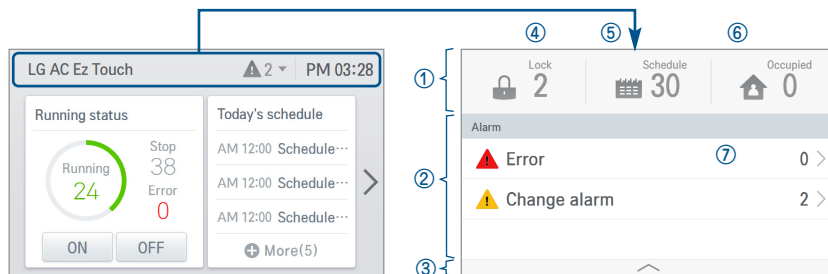 ④ ⑤ ⑥
LG AC Ez Touch 2 PM 03:28
Running status
Running
24
Stop
38
Error
0
ON OFF
Today's schedule
AM 12:00 Schedule···
AM 12:00 Schedule···
AM 12:00 Schedule···
More(5)
①
Lock
2
Schedule
30
Occupied
0
Alarm
②
⑦
Error 0
Change alarm 2
③